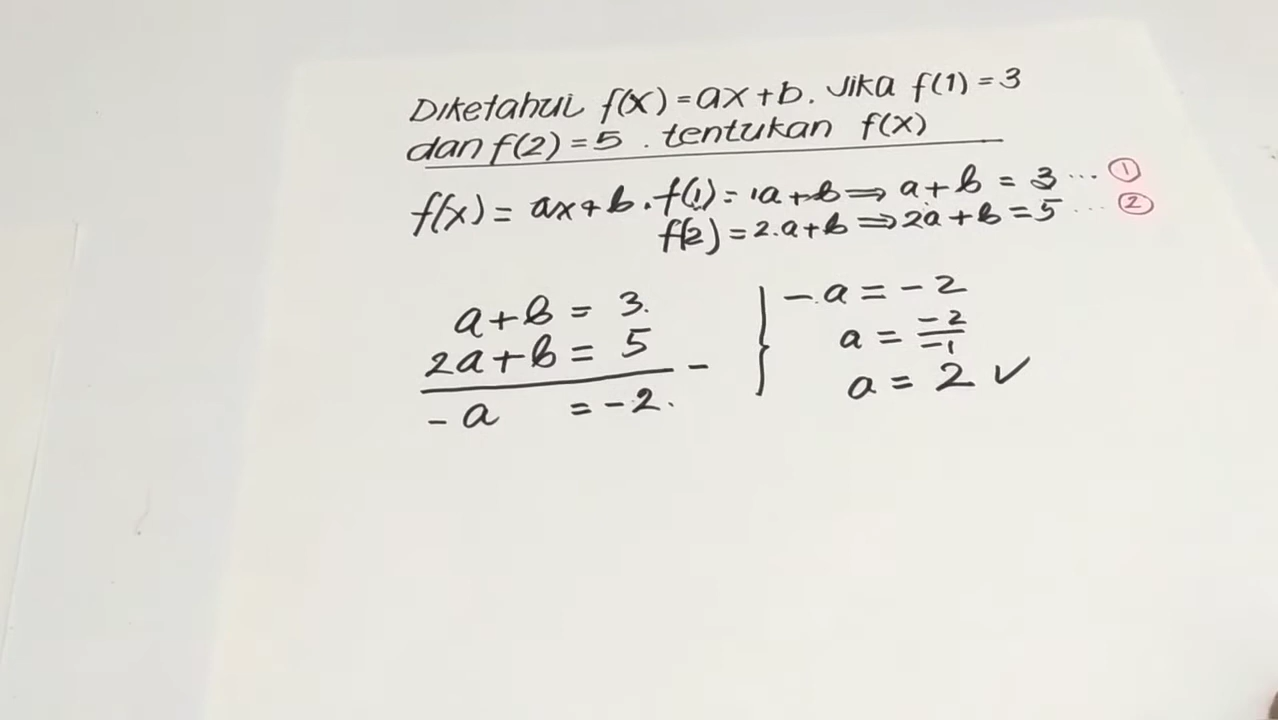 Diketahui f(x) = ax + b. Jika f(1) = 3
dan f(2) = 5. tentukan f(x)
f(x) = ax + b. f(1) = 1a + b ⇒ a + b = 3 ... ①
f(2) = 2.a + b ⇒ 2a + b = 5 ... ②
a + b = 3.
2a + b = 5 −
-a = -2.
-a = -2
a = -2/-1
a = 2 ✓